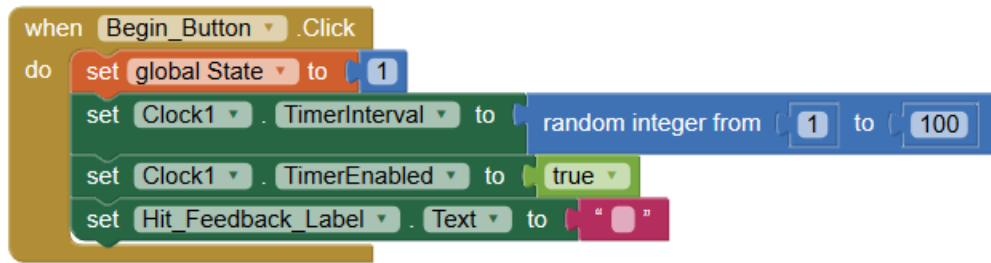 when Begin_Button .Click
do set global State to 1
set Clock1 . TimerInterval to random integer from 1 to 100
set Clock1 . TimerEnabled to true
set Hit_Feedback_Label . Text to “ ”